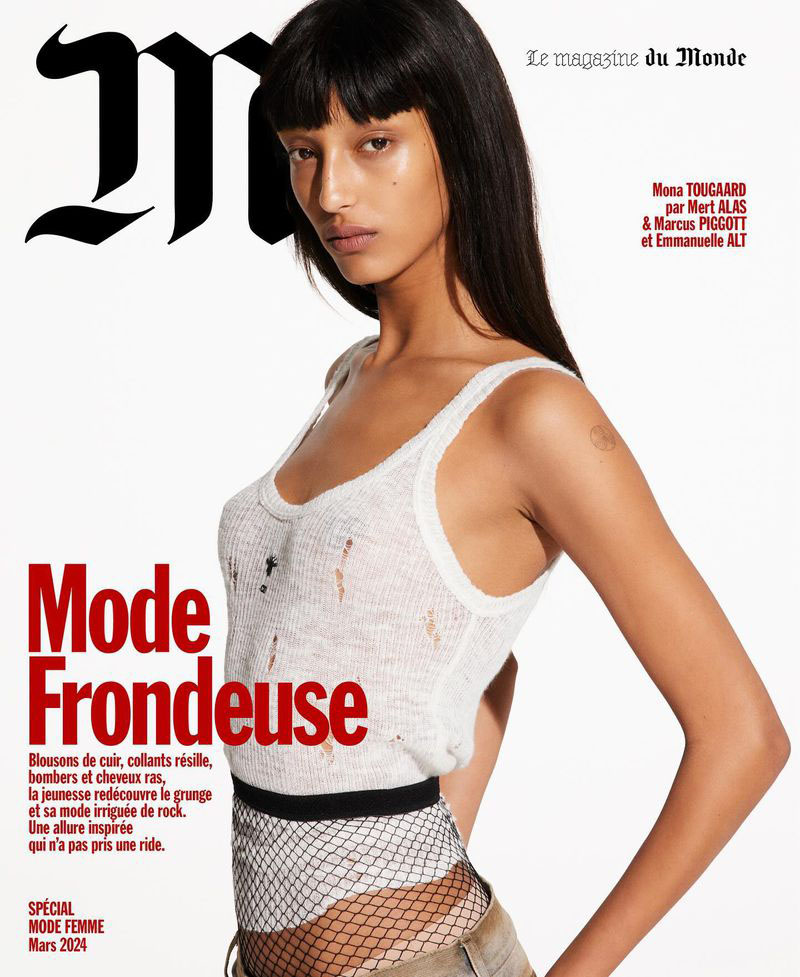 M
Le magazine du Monde
Mona TOUGAARD
par Mert ALAS
& Marcus PIGGOTT
et Emmanuelle ALT
Mode
Frondeuse
Blousons de cuir, collants résille,
bombers et cheveux ras,
la jeunesse redécouvre le grunge
et sa mode irriguée de rock.
Une allure inspirée
qui n'a pas pris une ride.
SPÉCIAL
MODE FEMME
Mars 2024